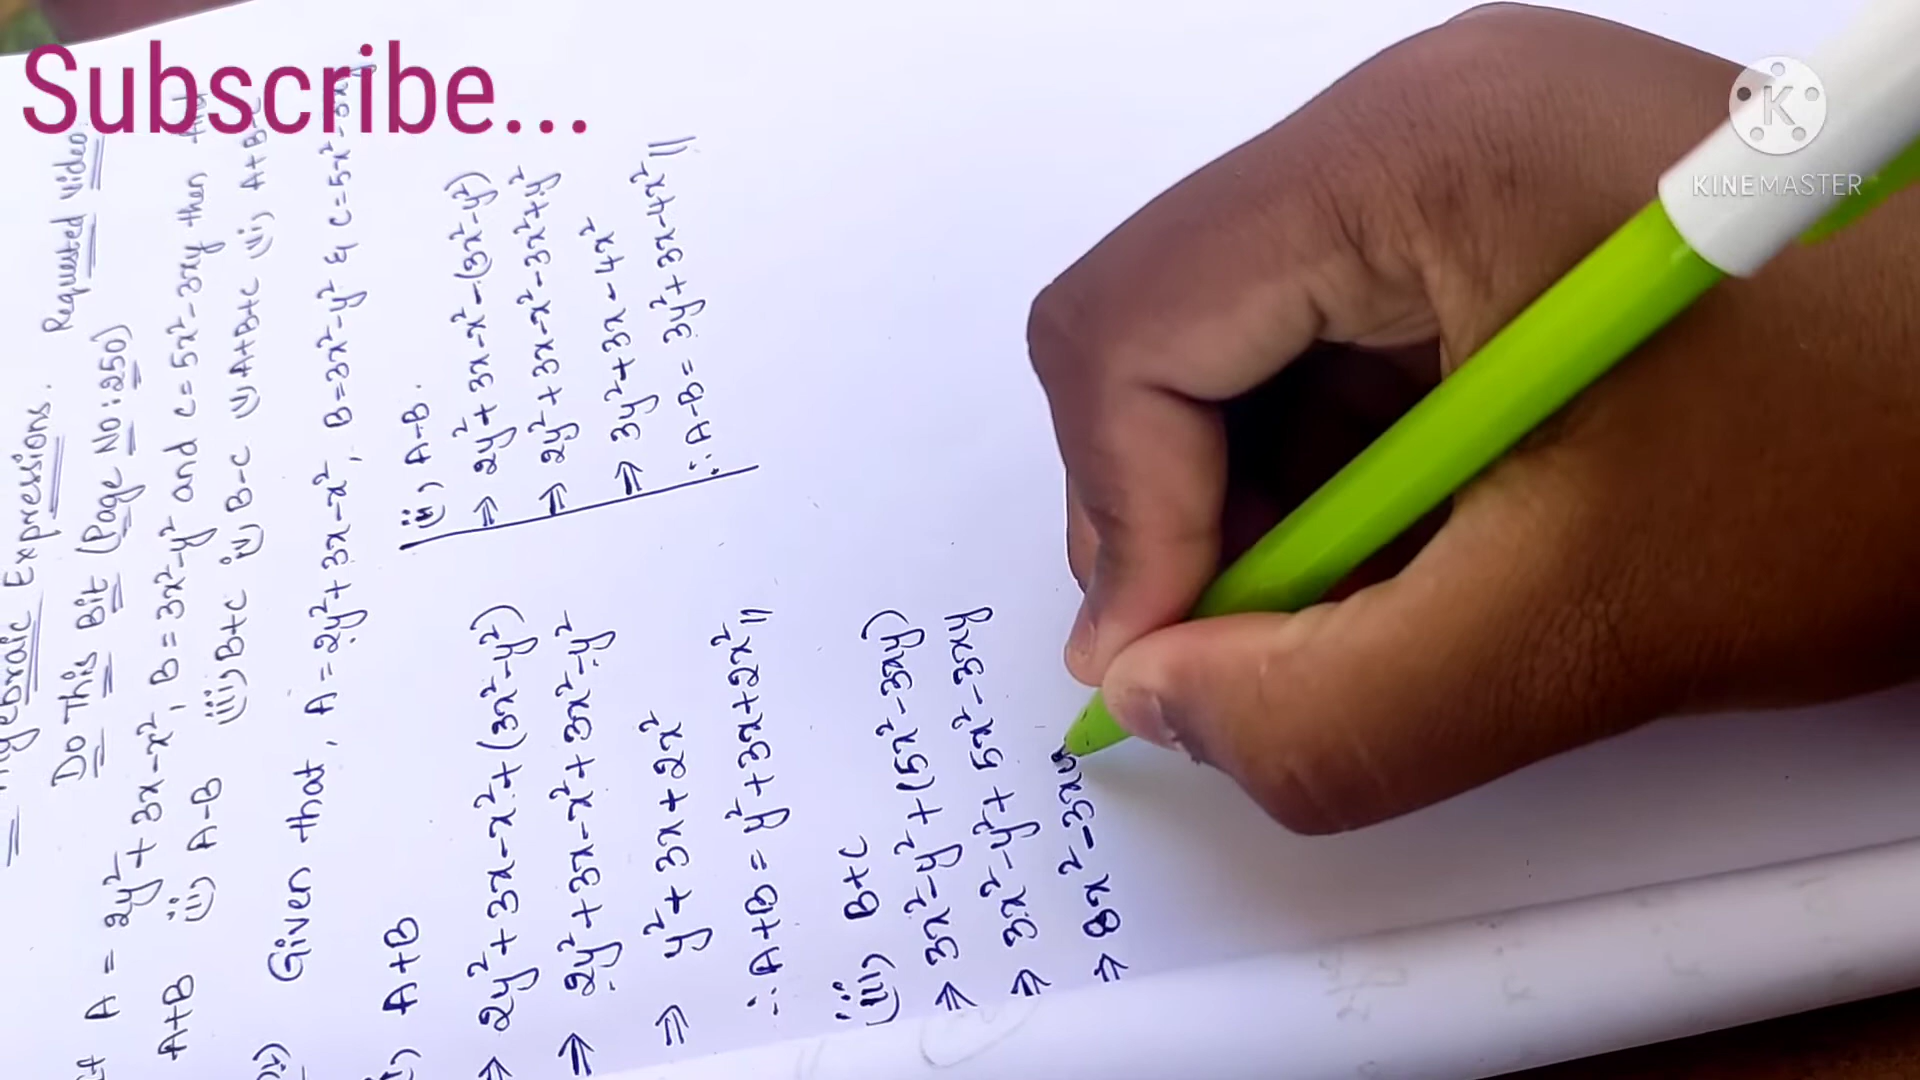 Subscribe...
KINEMASTER
Algebraic Expressions. Requested Video.
Do This Bit (Page No: 250)
A = 2y²+3x-x², B = 3x²-y² and C = 5x²-3xy then find
A+B (ii) A-B (iii) B+C iv) B-C (v) A+B+C (vi) A+B-C
Given that, A = 2y²+3x-x², B = 3x²-y² & C = 5x²-3xy
(i) A+B
⇒ 2y²+3x-x²+(3x²-y²)
⇒ 2y²+3x-x²+3x²-y²
⇒ y²+3x+2x²
∴ A+B = y²+3x+2x²//
(ii) A-B.
⇒ 2y²+3x-x²-(3x²-y²)
⇒ 2y²+3x-x²-3x²+y²
⇒ 3y²+3x-4x²
∴ A-B = 3y²+3x-4x²//
(iii) B+C
⇒ 3x²-y²+(5x²-3xy)
⇒ 3x²-y²+5x²-3xy
⇒ 8x²-3xy